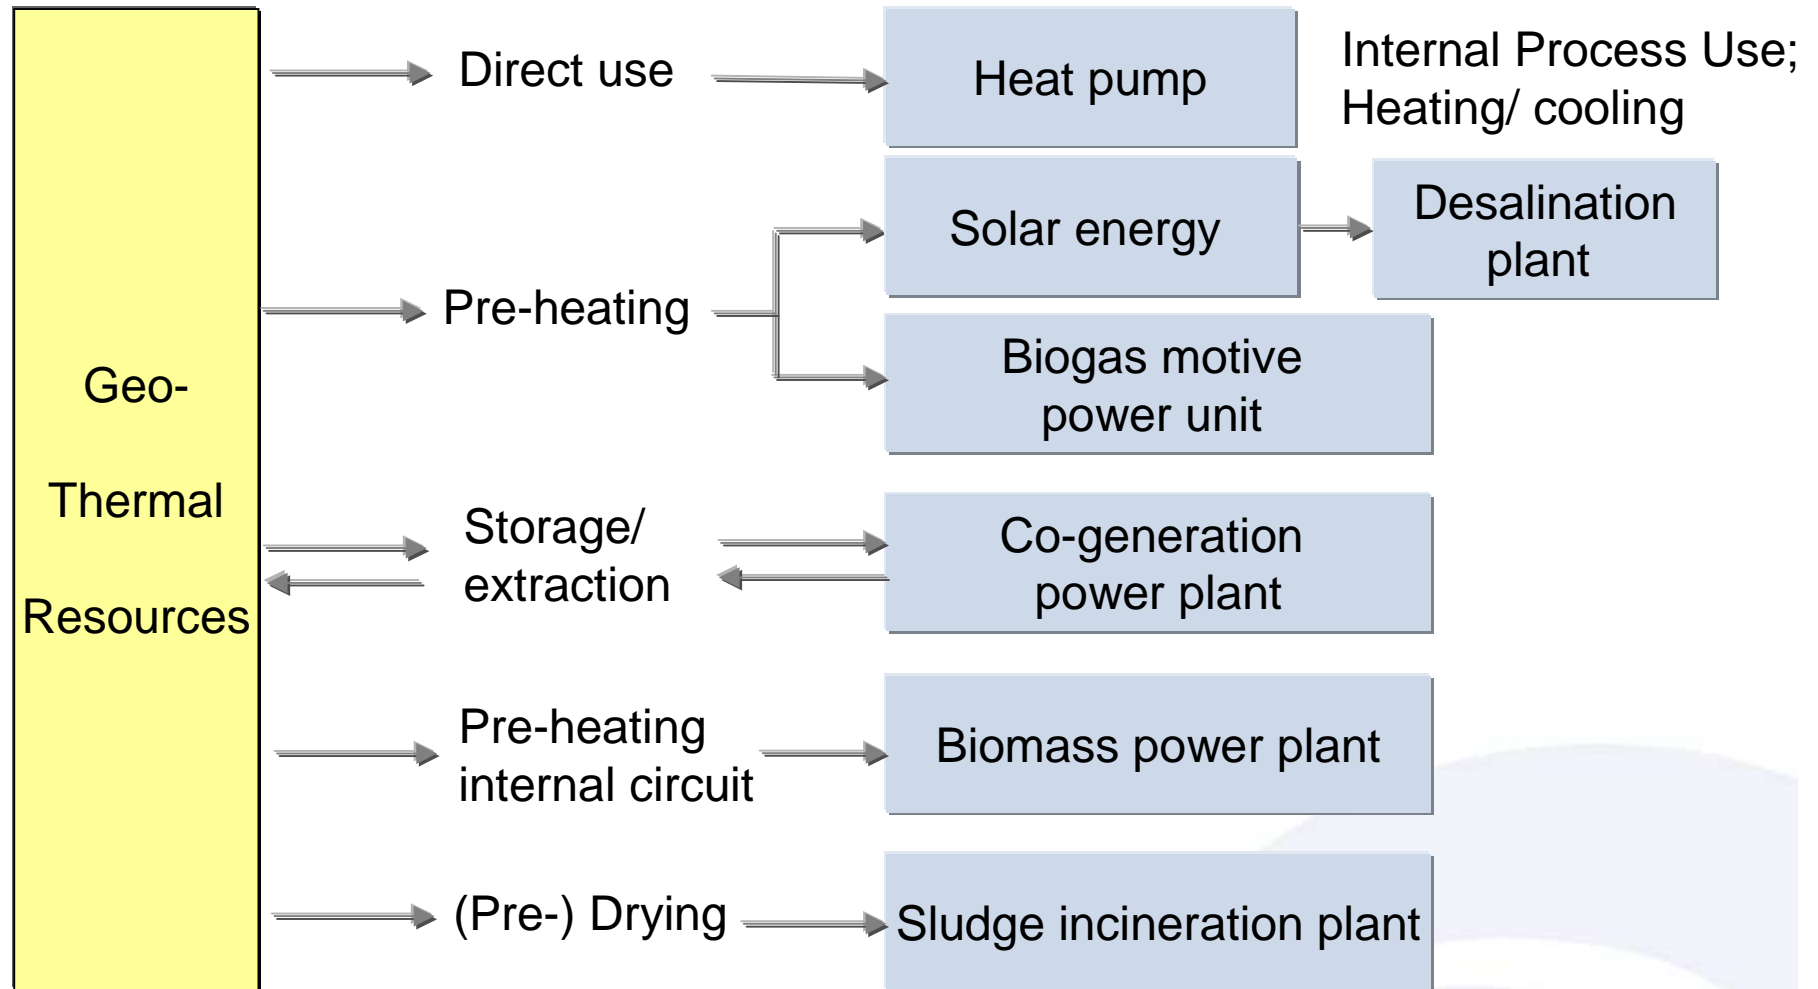 Geo-
Thermal
Resources
Direct use
Heat pump
Internal Process Use;
Heating/ cooling
Pre-heating
Solar energy
Desalination
plant
Biogas motive
power unit
Storage/
extraction
Co-generation
power plant
Pre-heating
internal circuit
Biomass power plant
(Pre-) Drying
Sludge incineration plant